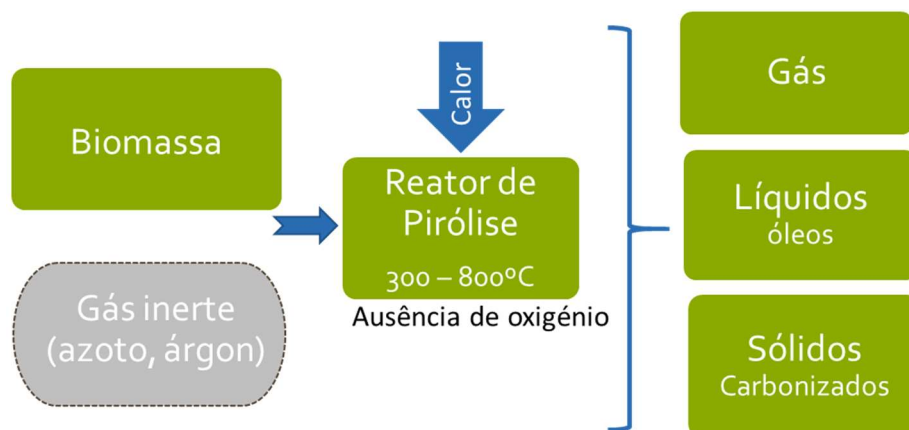 Biomassa
Gás inerte
(azoto, árgon)
Calor
Reator de
Pirólise
300 – 800ºC
Ausência de oxigénio
Gás
Líquidos
óleos
Sólidos
Carbonizados